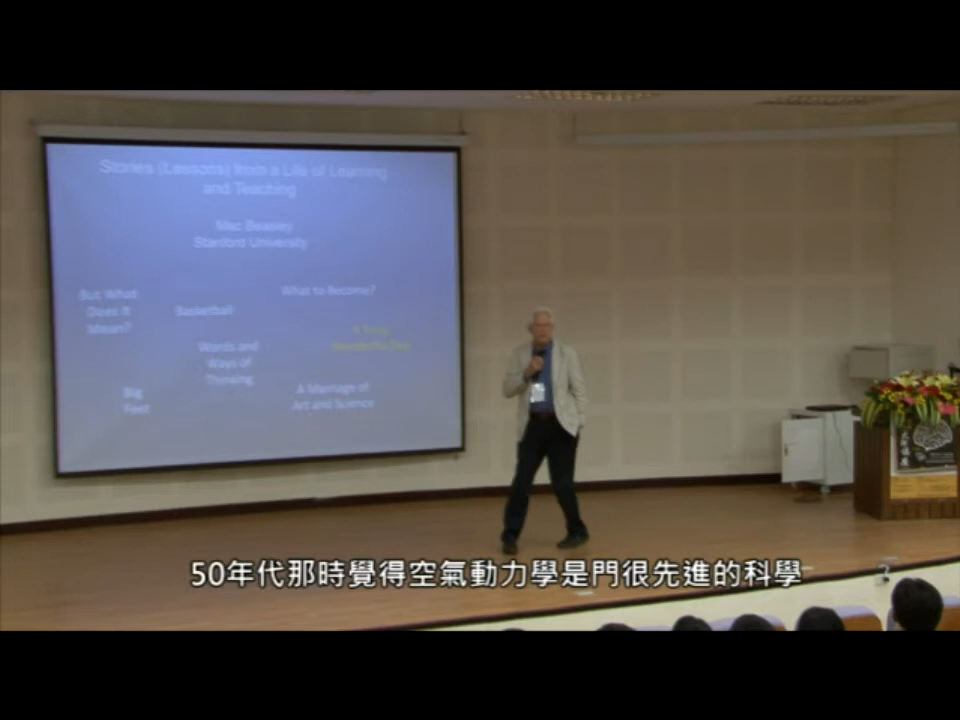 Stories (Lessons) from a Life of Learning
and Teaching
Mac Beasley
Stanford University
But What
Does It
Mean?
Basketball
What to Become?
Words and
Ways of
Thinking
Big
Feet
A Marriage of
Art and Science
50年代那時覺得空氣動力學是門很先進的科學